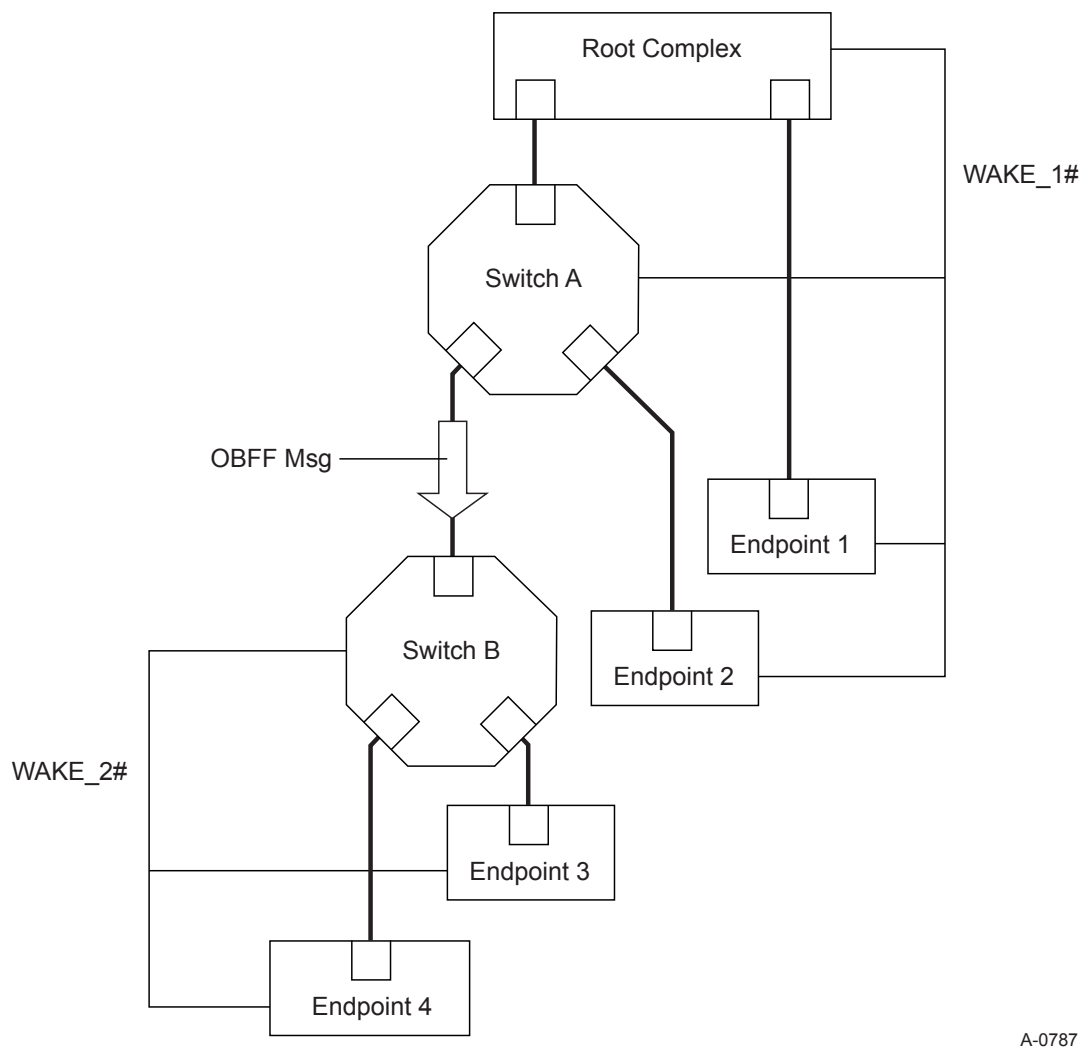 Root Complex
WAKE_1#
Switch A
OBFF Msg
Endpoint 1
Switch B
Endpoint 2
WAKE_2#
Endpoint 3
Endpoint 4
A-0787